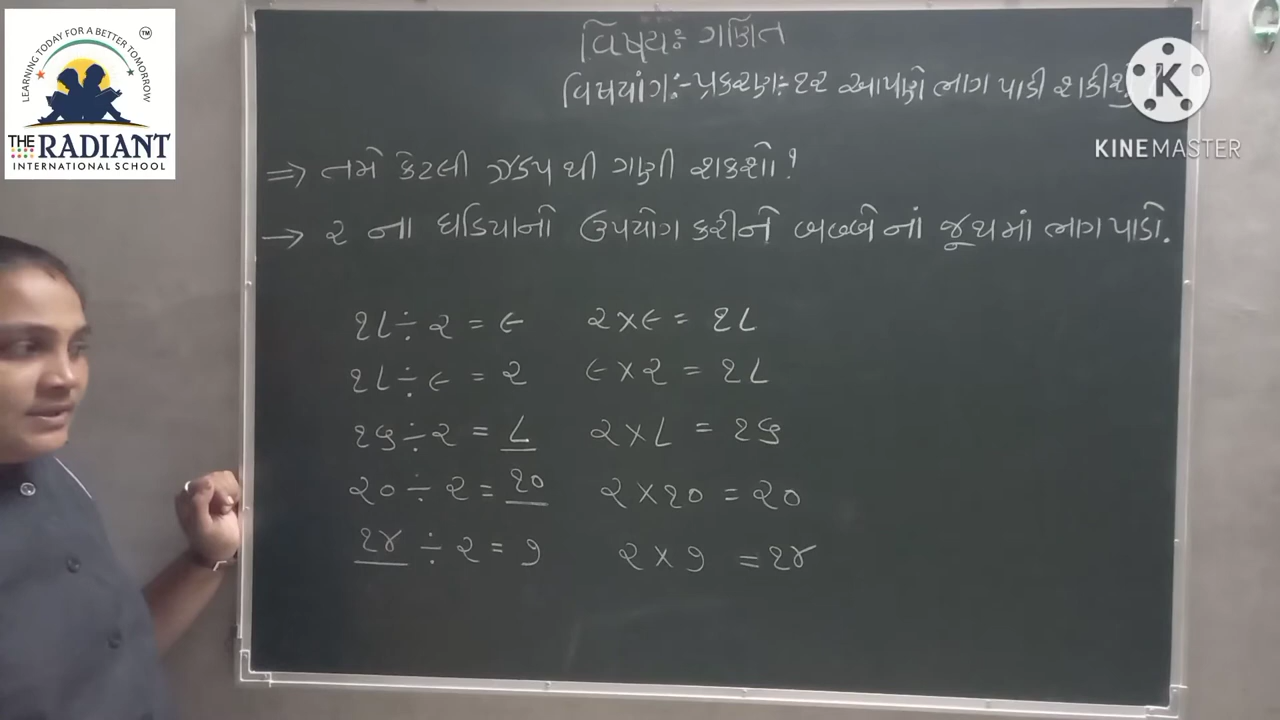 LEARNING TODAY FOR A BETTER TOMORROW
TM
THE RADIANT
INTERNATIONAL SCHOOL
K
KINEMASTER
વિષયઃ ગણિત
વિષયાંગઃ- પ્રકરણઃ-૧૨ આપણે ભાગ પાડી શકીશું
⇒ તમે કેટલી ઝડપથી ગણી શકશો?
→ ૨ ના ઘડિયાનો ઉપયોગ કરીને બબ્બેનાં જૂથમાં ભાગ પાડો.
૧૮ ÷ ૨ = ૯ ૨ × ૯ = ૧૮
૧૮ ÷ ૯ = ૨ ૯ × ૨ = ૧૮
૧૬ ÷ ૨ = ૮ ૨ × ૮ = ૧૬
૨૦ ÷ ૨ = ૧૦ ૨ × ૧૦ = ૨૦
૧૪ ÷ ૨ = ૭ ૨ × ૭ = ૧૪